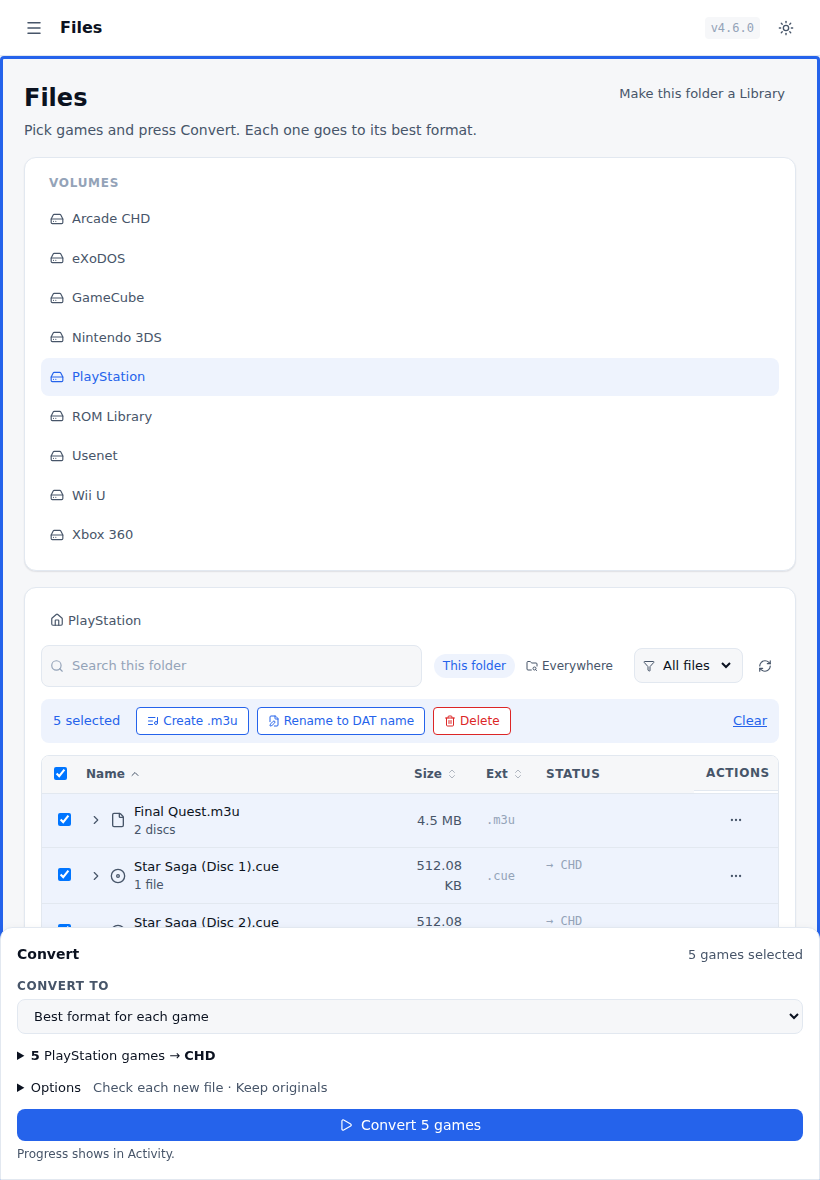 Files
v4.6.0
Files
Make this folder a Library
Pick games and press Convert. Each one goes to its best format.
VOLUMES
Arcade CHD
eXoDOS
GameCube
Nintendo 3DS
PlayStation
ROM Library
Usenet
Wii U
Xbox 360
PlayStation
Search this folder
This folder
Everywhere
All files
5 selected
Create .m3u
Rename to DAT name
Delete
Clear
Name
Size
Ext
STATUS
ACTIONS
Final Quest.m3u
2 discs
4.5 MB
.m3u
Star Saga (Disc 1).cue
1 file
512.08
KB
.cue
→ CHD
Star Saga (Disc 2).cue
512.08
→ CHD
Convert
5 games selected
CONVERT TO
Best format for each game
5 PlayStation games → CHD
Options Check each new file · Keep originals
Convert 5 games
Progress shows in Activity.